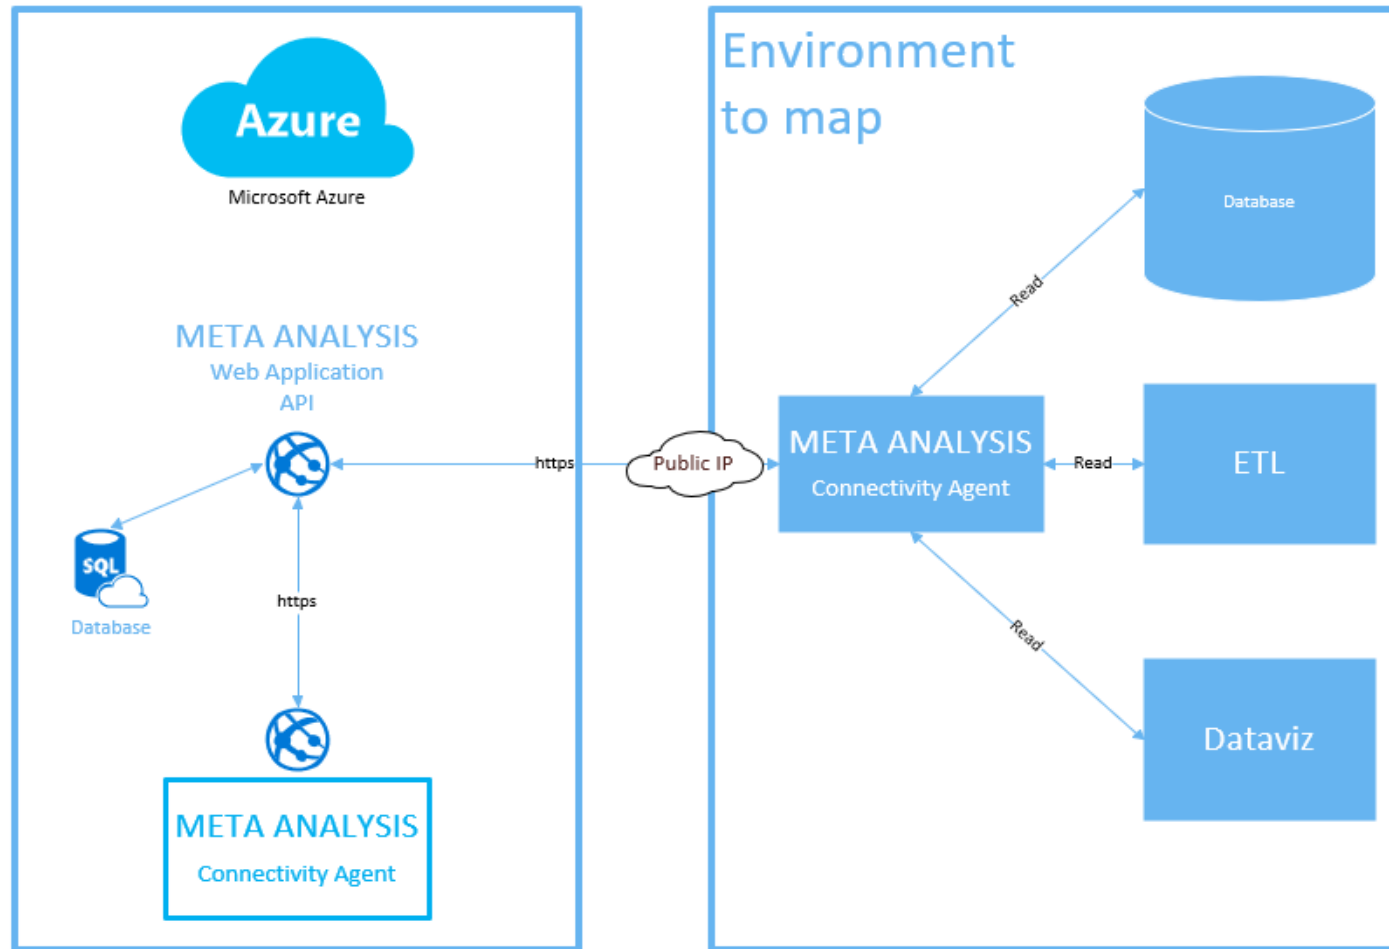 Azure
Microsoft Azure
META ANALYSIS
Web Application
API
https
SQL
Database
https
META ANALYSIS
Connectivity Agent
Public IP
Environment
to map
Database
Read
META ANALYSIS
Connectivity Agent
Read
ETL
Read
Dataviz